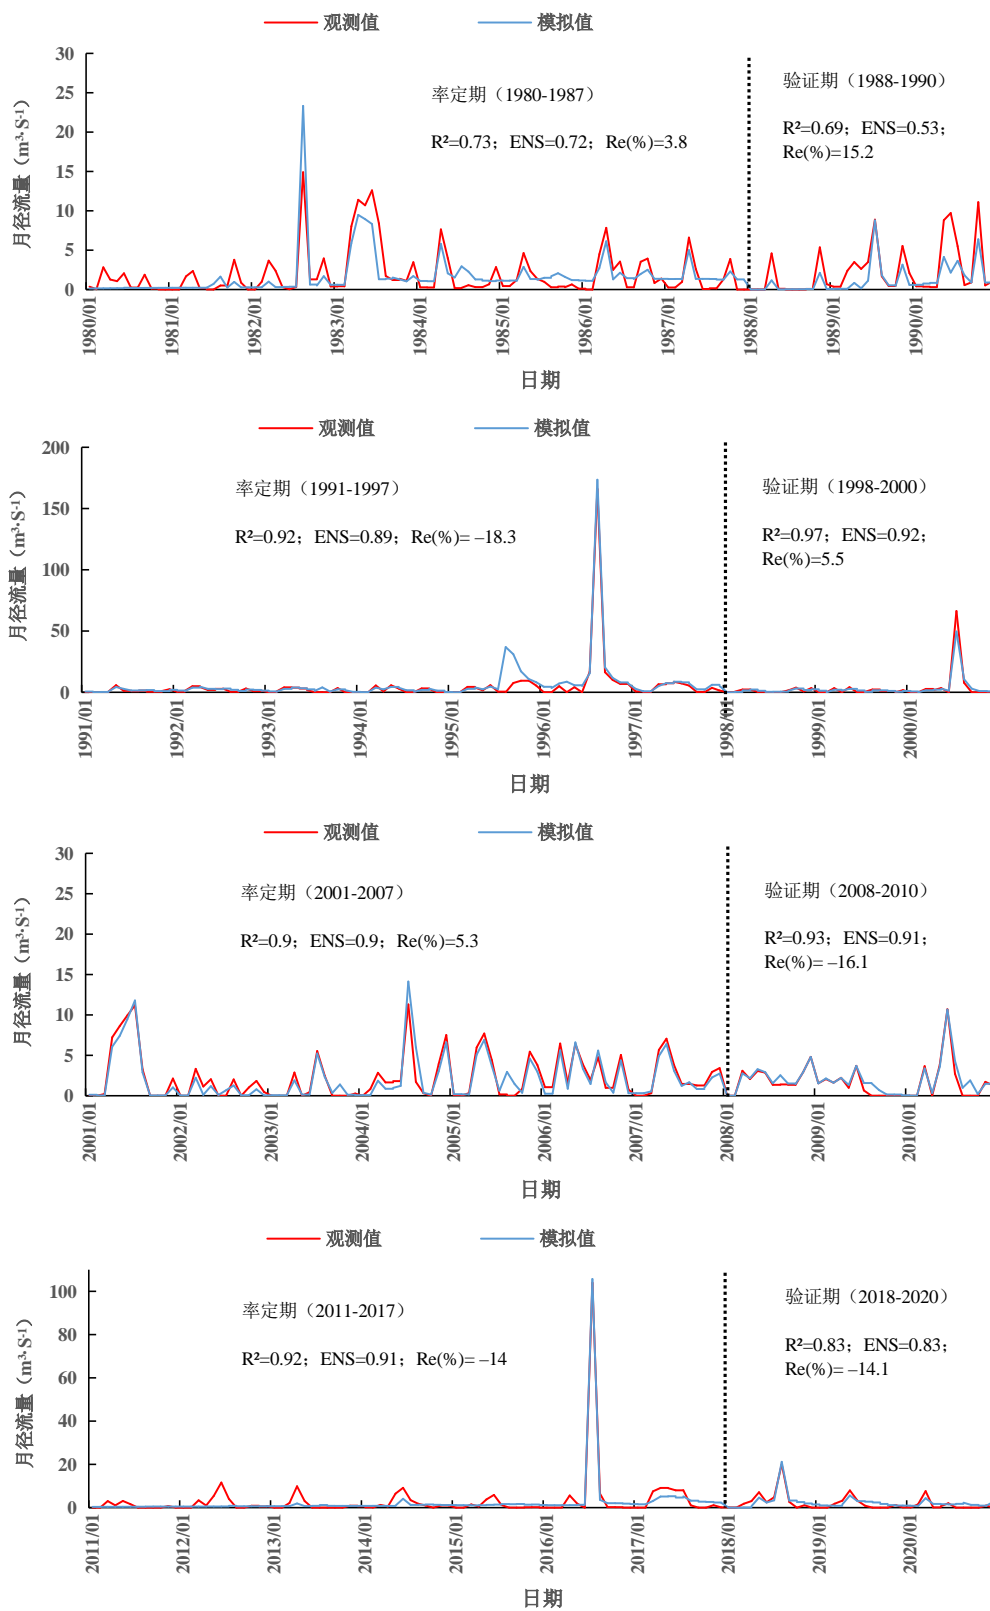 观测值 模拟值
30
25
20
15
10
5
0
月径流量（m³·S⁻¹）
率定期（1980-1987）
R²=0.73；ENS=0.72；Re(%)=3.8
验证期（1988-1990）
R²=0.69；ENS=0.53；
Re(%)=15.2
1980/01 1981/01 1982/01 1983/01 1984/01 1985/01 1986/01 1987/01 1988/01 1989/01 1990/01
日期
观测值 模拟值
200
150
100
50
0
月径流量（m³·S⁻¹）
率定期（1991-1997）
R²=0.92；ENS=0.89；Re(%)= –18.3
验证期（1998-2000）
R²=0.97；ENS=0.92；
Re(%)=5.5
1991/01 1992/01 1993/01 1994/01 1995/01 1996/01 1997/01 1998/01 1999/01 2000/01
日期
观测值 模拟值
30
25
20
15
10
5
0
月径流量（m³·S⁻¹）
率定期（2001-2007）
R²=0.9；ENS=0.9；Re(%)=5.3
验证期（2008-2010）
R²=0.93；ENS=0.91；
Re(%)= –16.1
2001/01 2002/01 2003/01 2004/01 2005/01 2006/01 2007/01 2008/01 2009/01 2010/01
日期
观测值 模拟值
100
80
60
40
20
0
月径流量（m³·S⁻¹）
率定期（2011-2017）
R²=0.92；ENS=0.91；Re(%)= –14
验证期（2018-2020）
R²=0.83；ENS=0.83；
Re(%)= –14.1
2011/01 2012/01 2013/01 2014/01 2015/01 2016/01 2017/01 2018/01 2019/01 2020/01
日期